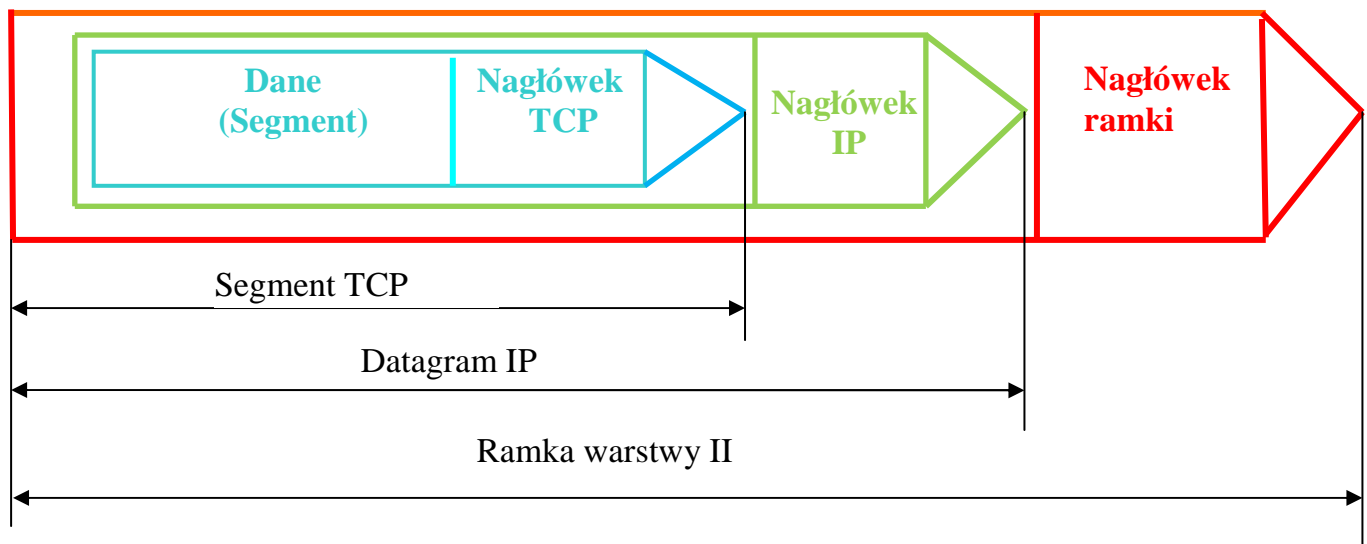 Dane
(Segment)
Nagłówek
TCP
Nagłówek
IP
Nagłówek
ramki
Segment TCP
Datagram IP
Ramka warstwy II